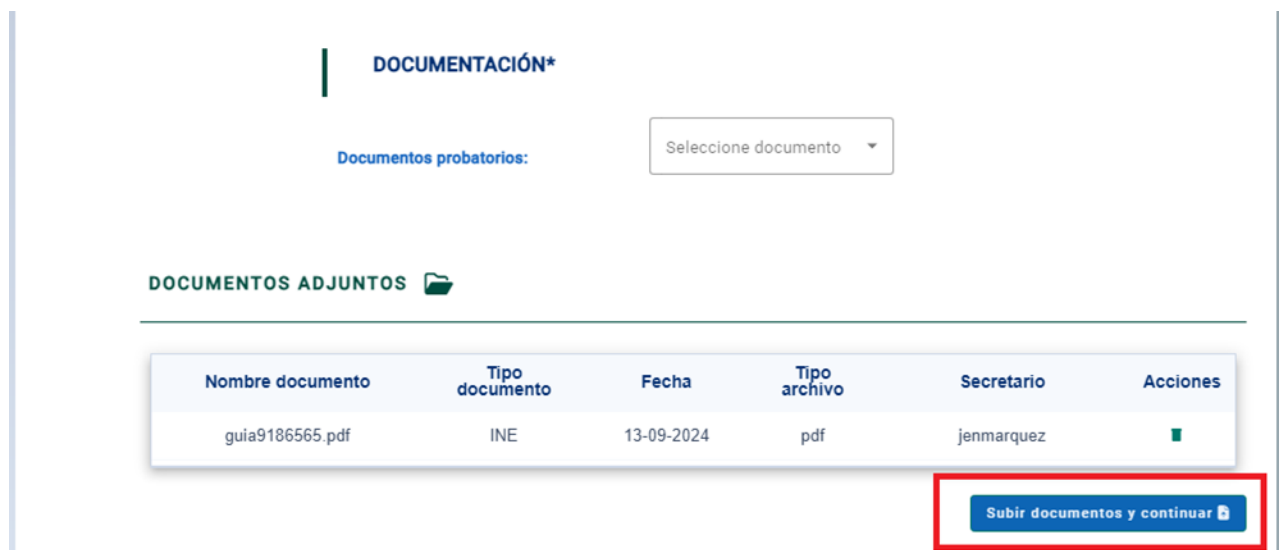 DOCUMENTACIÓN*
Documentos probatorios:
Seleccione documento
DOCUMENTOS ADJUNTOS
Nombre documento Tipo documento Fecha Tipo archivo Secretario Acciones
guia9186565.pdf INE 13-09-2024 pdf jenmarquez
Subir documentos y continuar